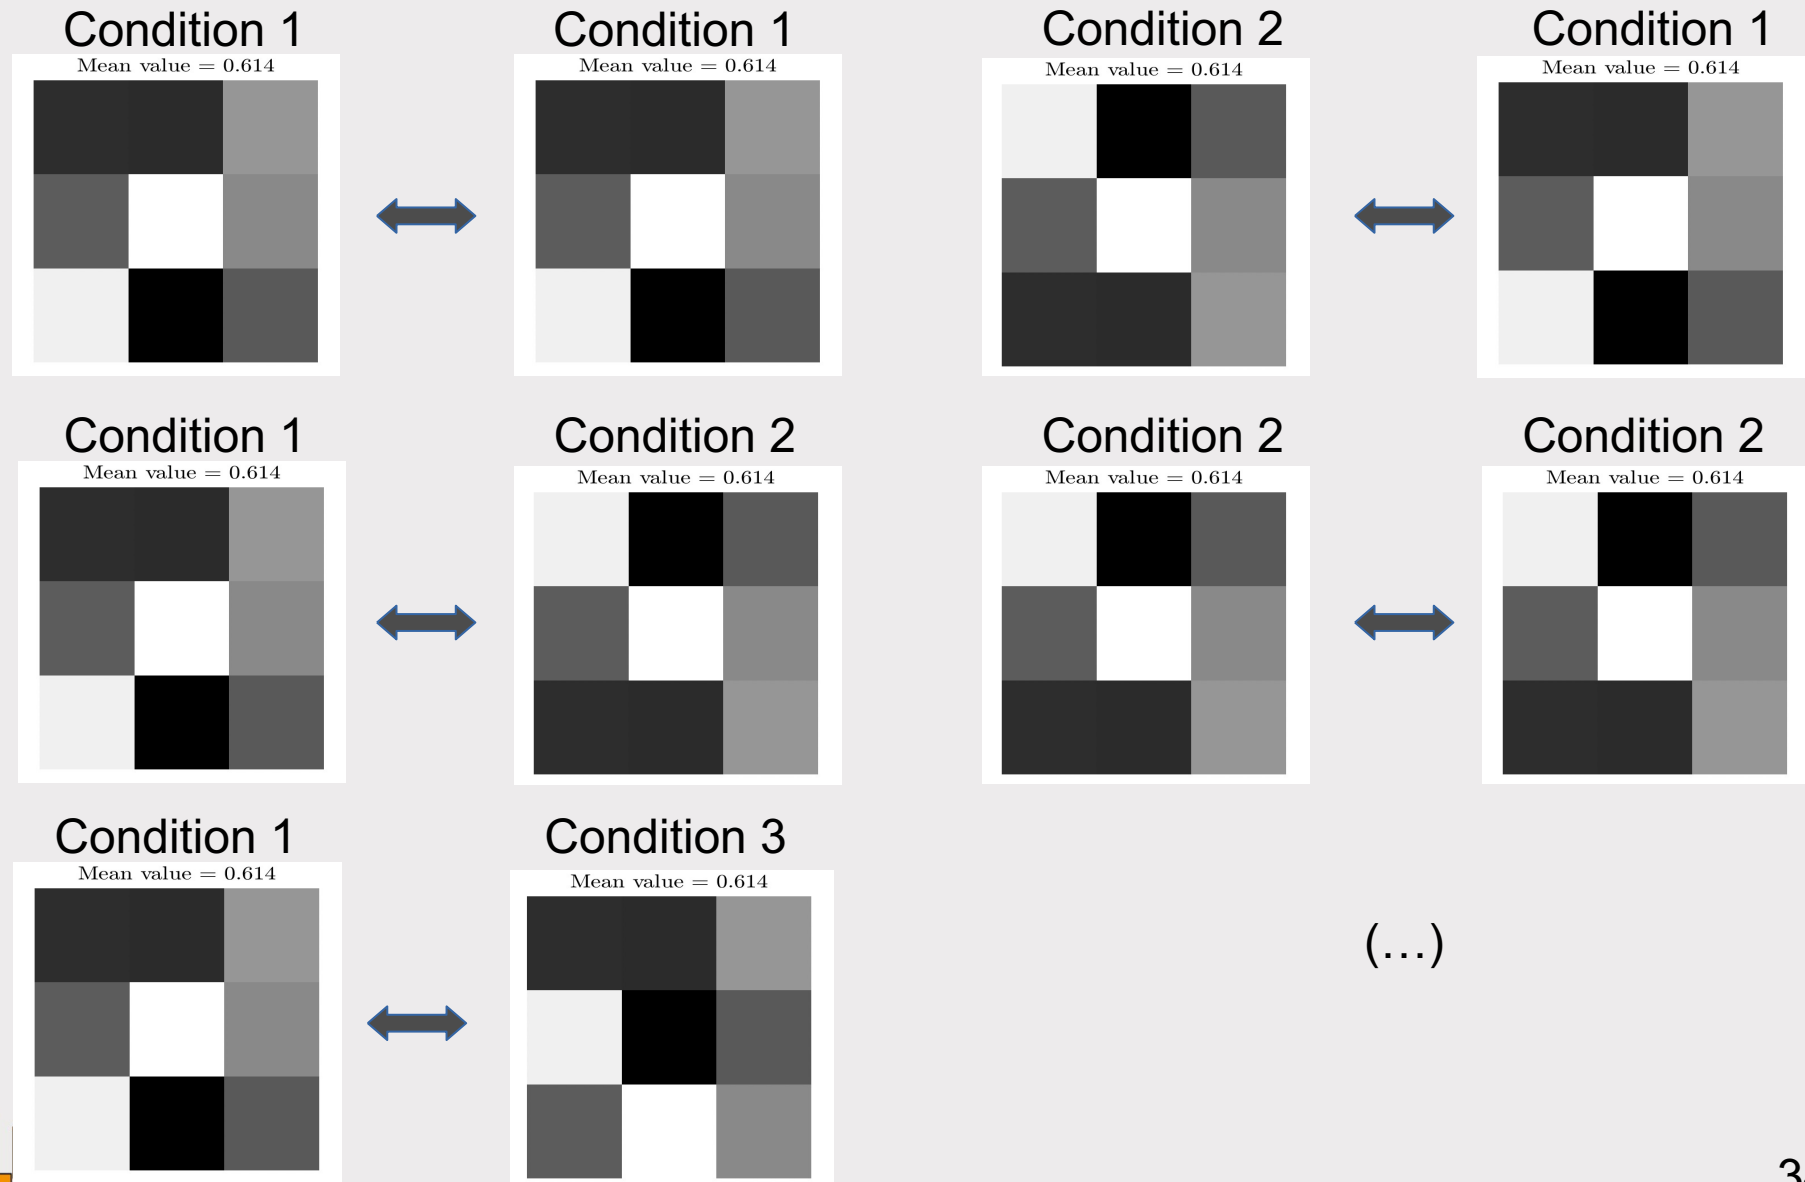 Condition 1
Mean value = 0.614
Condition 1
Mean value = 0.614
Condition 2
Mean value = 0.614
Condition 1
Mean value = 0.614
Condition 1
Mean value = 0.614
Condition 2
Mean value = 0.614
Condition 2
Mean value = 0.614
Condition 2
Mean value = 0.614
Condition 1
Mean value = 0.614
Condition 3
Mean value = 0.614
(...)